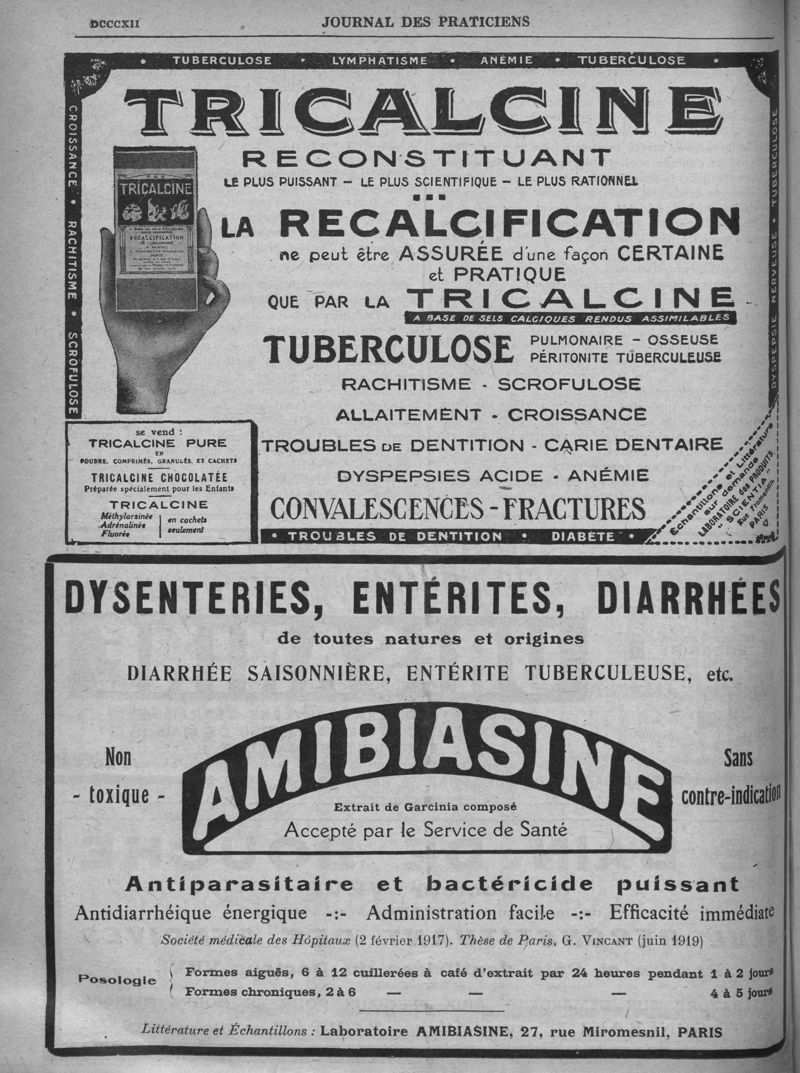 DCCCXII
JOURNAL DES PRATICIENS
• TUBERCULOSE • LYMPHATISME • ANÉMIE • TUBERCULOSE •
CROISSANCE • RACHITISME • SCROFULOSE
TUBERCULOSE • DYSPEPSIE NERVEUSE
TRICALCINE
RECONSTITUANT
LE PLUS PUISSANT — LE PLUS SCIENTIFIQUE — LE PLUS RATIONNEL
TRICALCINE
RECALCIFICATION
LA RECALCIFICATION
ne peut être ASSURÉE d'une façon CERTAINE
et PRATIQUE
QUE PAR LA TRICALCINE
A BASE DE SELS CALCIQUES RENDUS ASSIMILABLES
TUBERCULOSE PULMONAIRE - OSSEUSE
PÉRITONITE TUBERCULEUSE
RACHITISME - SCROFULOSE
ALLAITEMENT - CROISSANCE
TROUBLES DE DENTITION - CARIE DENTAIRE
DYSPEPSIES ACIDE - ANÉMIE
CONVALESCENCES - FRACTURES
• TROUBLES DE DENTITION • DIABÈTE •
se vend :
TRICALCINE PURE
EN
POUDRE, COMPRIMÉS, GRANULÉS, ET CACHETS
TRICALCINE CHOCOLATÉE
Préparée spécialement pour les Enfants
TRICALCINE
Méthylarsinée
Adrénalinée
Fluorée
en cachets
seulement
Échantillons et Littérature
sur demande
LABORATOIRE des PRODUITS
SCIENTIA
Rue Fromentin
PARIS
DYSENTERIES, ENTÉRITES, DIARRHÉES
de toutes natures et origines
DIARRHÉE SAISONNIÈRE, ENTÉRITE TUBERCULEUSE, etc.
Non
- toxique -
AMIBIASINE
Extrait de Garcinia composé
Accepté par le Service de Santé
Sans
contre-indication
Antiparasitaire et bactéricide puissant
Antidiarrhéique énergique -:- Administration facile -:- Efficacité immédiate
Société médicale des Hôpitaux (2 février 1917). Thèse de Paris, G. VINCANT (juin 1919)
Posologie
Formes aiguës, 6 à 12 cuillerées à café d'extrait par 24 heures pendant 1 à 2 jours
Formes chroniques, 2 à 6 — — — 4 à 5 jours
Littérature et Échantillons : Laboratoire AMIBIASINE, 27, rue Miromesnil, PARIS